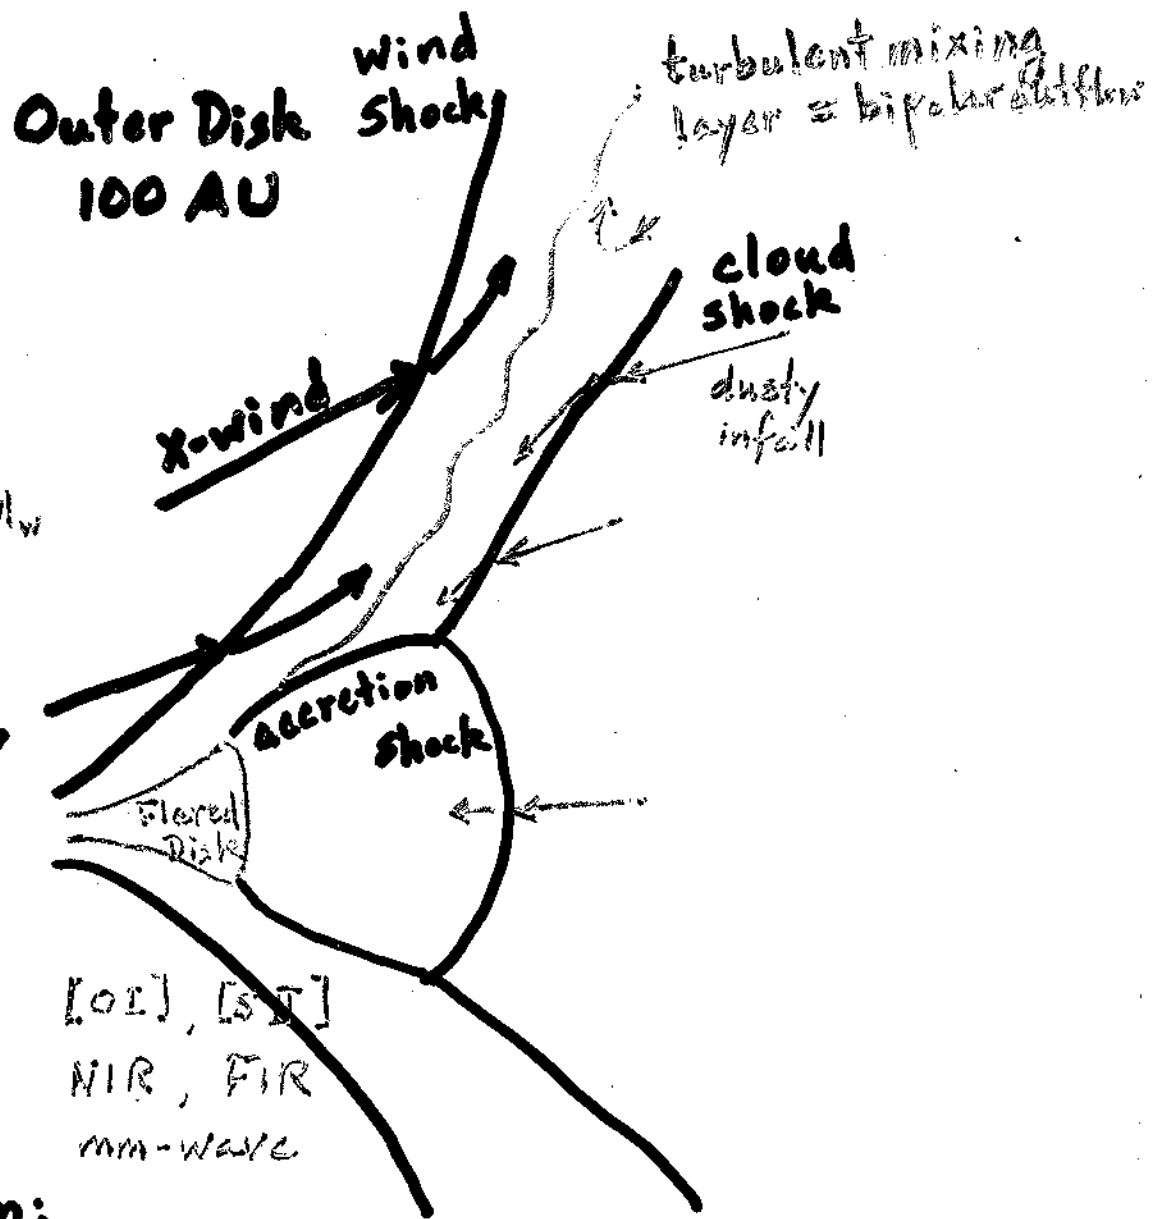 wind
shock
Outer Disk
100 AU
turbulent mixing
layer = bipolar outflow
cloud
shock
dusty
infall
X-wind
accretion
shock
Flared
Disk
[OI], [SII]
NIR, FIR
mm-wave